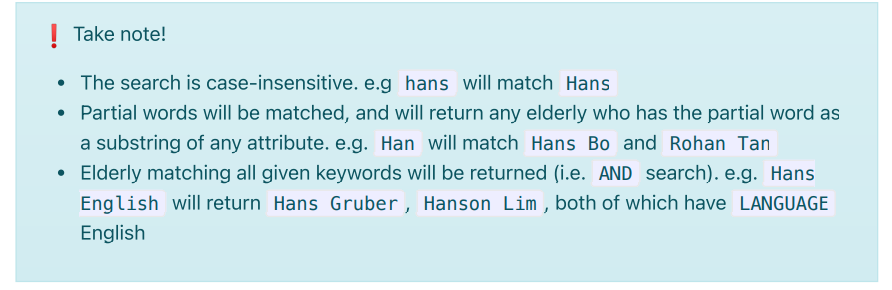 ❗ Take note!
• The search is case-insensitive. e.g hans will match Hans
• Partial words will be matched, and will return any elderly who has the partial word as
a substring of any attribute. e.g. Han will match Hans Bo and Rohan Tan
• Elderly matching all given keywords will be returned (i.e. AND search). e.g. Hans
English will return Hans Gruber, Hanson Lim, both of which have LANGUAGE
English